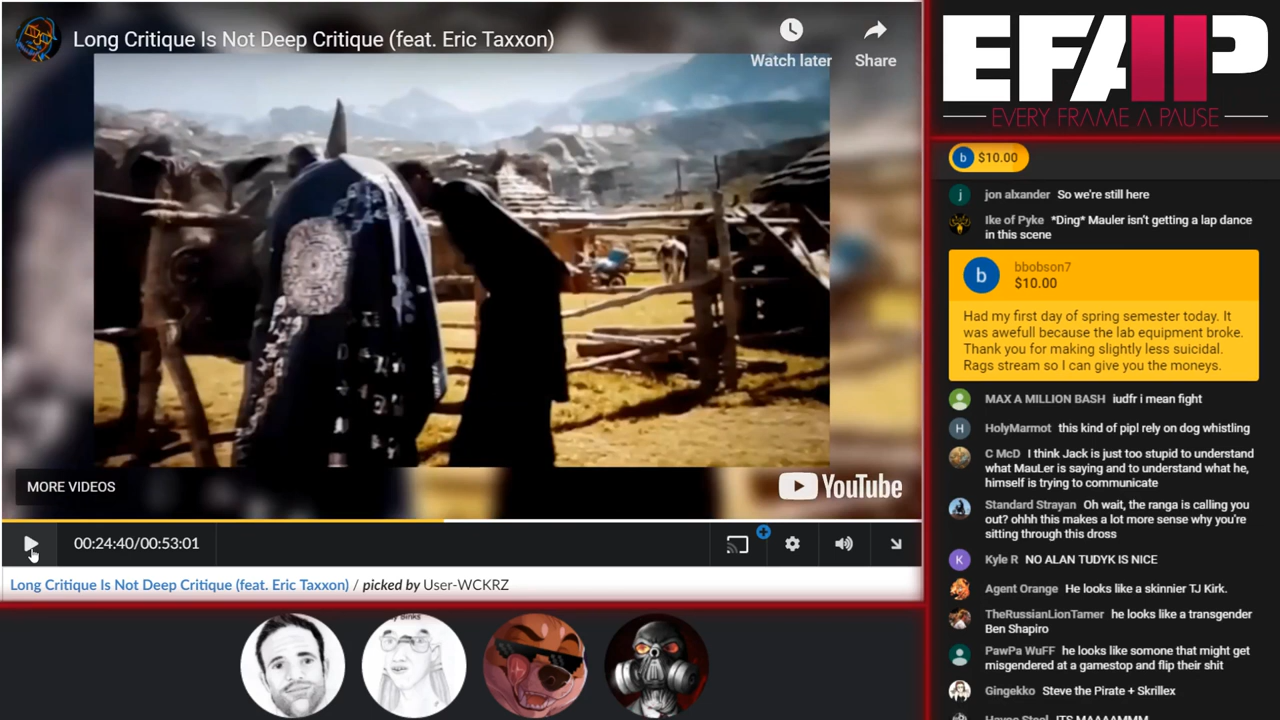 Long Critique Is Not Deep Critique (feat. Eric Taxxon)
Watch later
Share
MORE VIDEOS
YouTube
00:24:40/00:53:01
Long Critique Is Not Deep Critique (feat. Eric Taxxon) / picked by User-WCKRZ
EFAP
EVERY FRAME A PAUSE
b $10.00
j jon alxander So we're still here
Ike of Pyke *Ding* Mauler isn't getting a lap dance
in this scene
b bbobson7
$10.00
Had my first day of spring semester today. It
was awefull because the lab equipment broke.
Thank you for making slightly less suicidal.
Rags stream so I can give you the moneys.
MAX A MILLION BASH iudfr i mean fight
H HolyMarmot this kind of pipl rely on dog whistling
C McD I think Jack is just too stupid to understand
what MauLer is saying and to understand what he,
himself is trying to communicate
Standard Strayan Oh wait, the ranga is calling you
out? ohhh this makes a lot more sense why you're
sitting through this dross
K Kyle R NO ALAN TUDYK IS NICE
Agent Orange He looks like a skinnier TJ Kirk.
TheRussianLionTamer he looks like a transgender
Ben Shapiro
PawPa WuFF he looks like somone that might get
misgendered at a gamestop and flip their shit
Gingekko Steve the Pirate + Skrillex